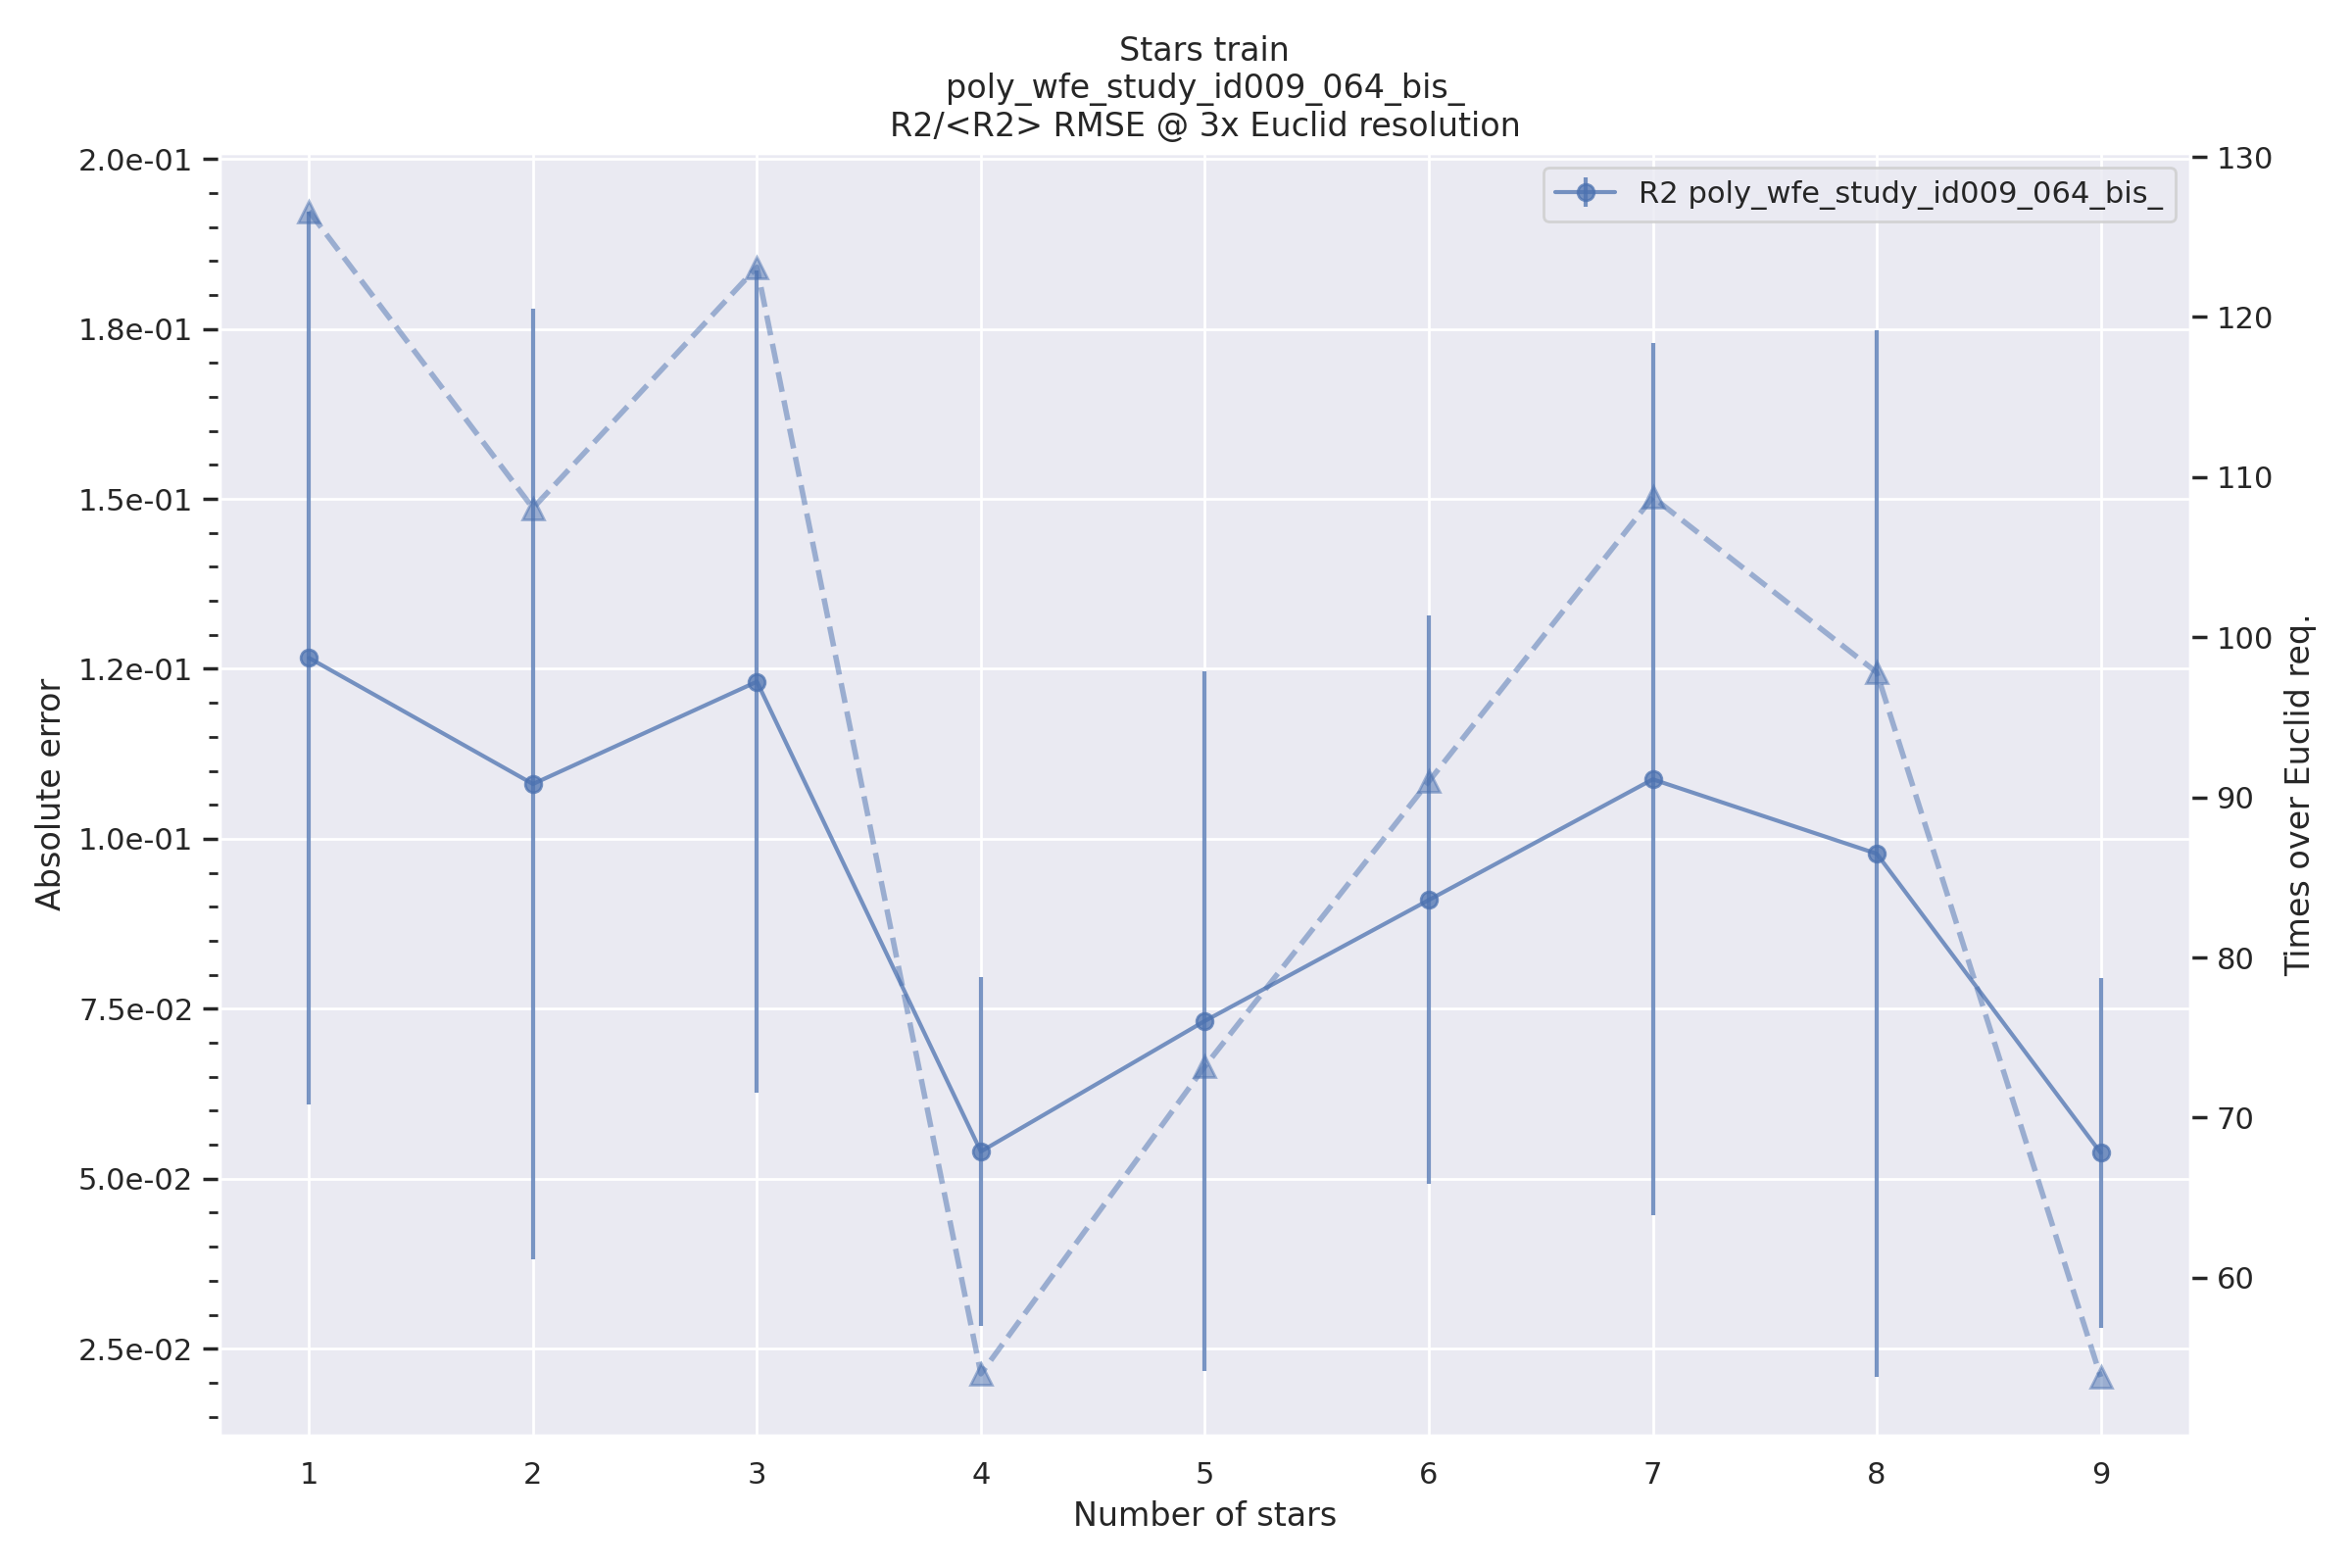 Stars train
poly_wfe_study_id009_064_bis_
R2/<R2> RMSE @ 3x Euclid resolution
R2 poly_wfe_study_id009_064_bis_
Absolute error
2.0e-01
1.8e-01
1.5e-01
1.2e-01
1.0e-01
7.5e-02
5.0e-02
2.5e-02
130
120
110
100
90
80
70
60
Times over Euclid req.
1 2 3 4 5 6 7 8 9
Number of stars